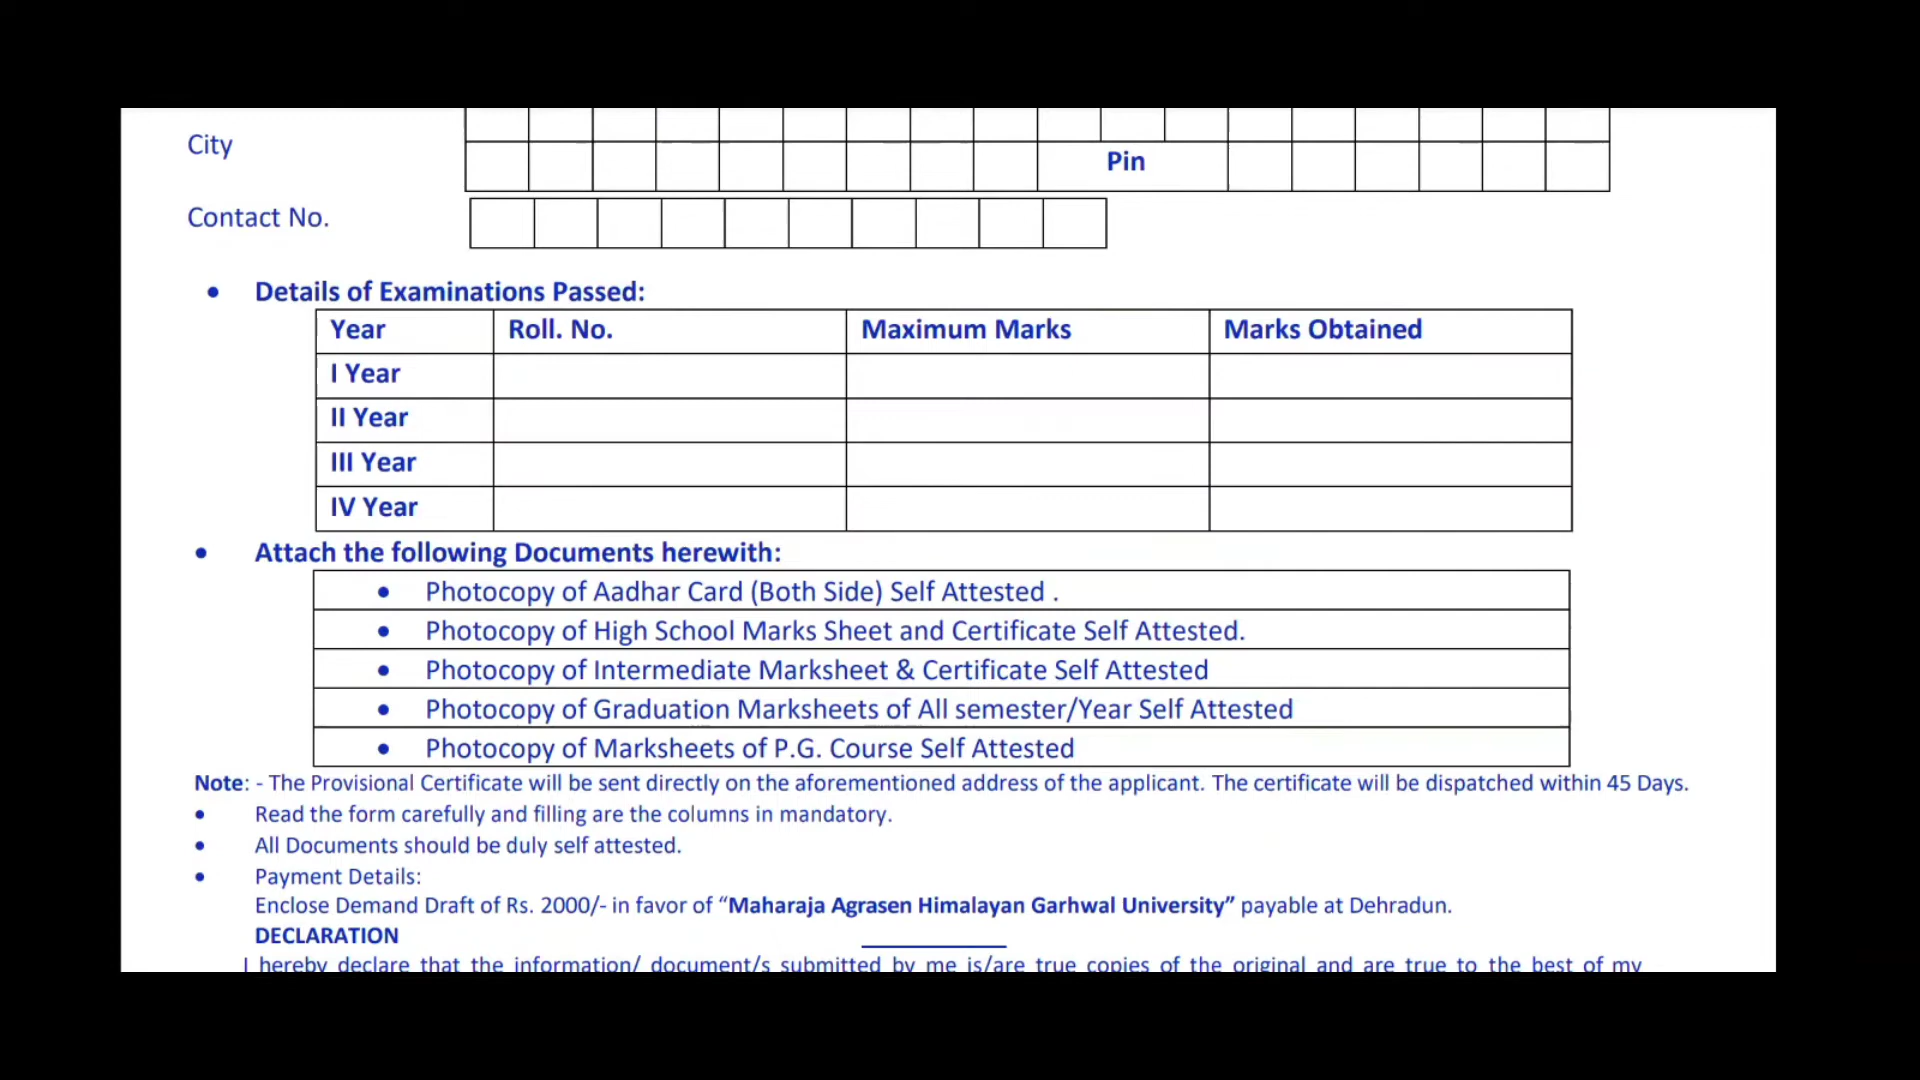 City
Pin
Contact No.
• Details of Examinations Passed:
Year Roll. No. Maximum Marks Marks Obtained
I Year
II Year
III Year
IV Year
• Attach the following Documents herewith:
• Photocopy of Aadhar Card (Both Side) Self Attested .
• Photocopy of High School Marks Sheet and Certificate Self Attested.
• Photocopy of Intermediate Marksheet & Certificate Self Attested
• Photocopy of Graduation Marksheets of All semester/Year Self Attested
• Photocopy of Marksheets of P.G. Course Self Attested
Note: - The Provisional Certificate will be sent directly on the aforementioned address of the applicant. The certificate will be dispatched within 45 Days.
• Read the form carefully and filling are the columns in mandatory.
• All Documents should be duly self attested.
• Payment Details:
Enclose Demand Draft of Rs. 2000/- in favor of “Maharaja Agrasen Himalayan Garhwal University” payable at Dehradun.
DECLARATION
I hereby declare that the information/ document/s submitted by me is/are true copies of the original and are true to the best of my